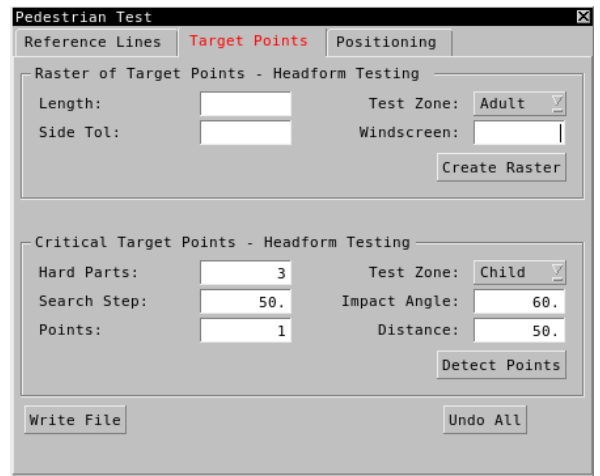 Pedestrian Test
Reference Lines Target Points Positioning
Raster of Target Points - Headform Testing
Length: Test Zone: Adult
Side Tol: Windscreen:
Create Raster
Critical Target Points - Headform Testing
Hard Parts: 3 Test Zone: Child
Search Step: 50. Impact Angle: 60.
Points: 1 Distance: 50.
Detect Points
Write File Undo All